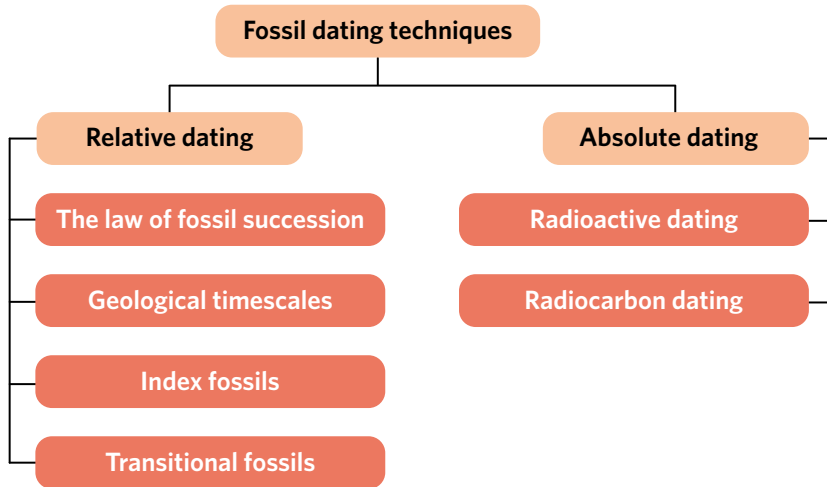 Fossil dating techniques
Relative dating
The law of fossil succession
Geological timescales
Index fossils
Transitional fossils
Absolute dating
Radioactive dating
Radiocarbon dating